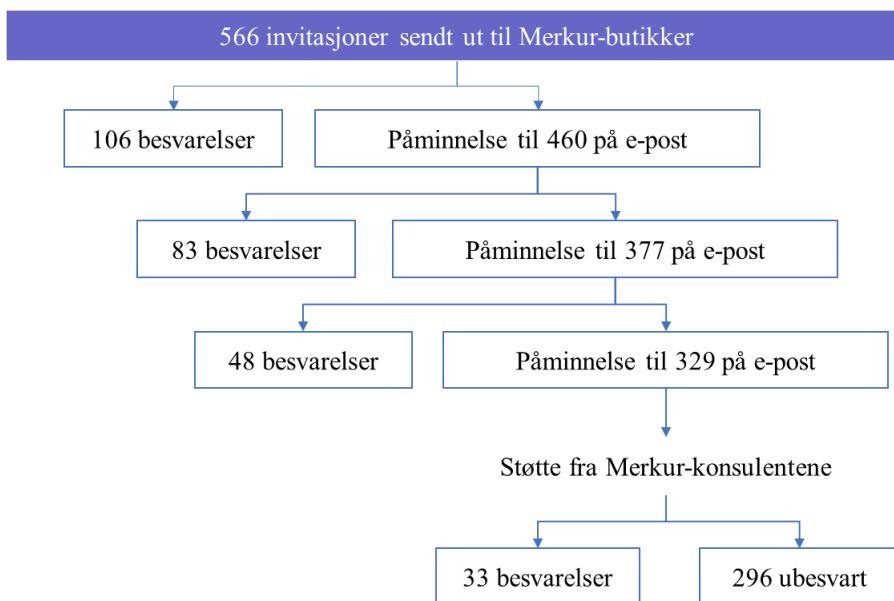 566 invitasjoner sendt ut til Merkur-butikker
106 besvarelser
Påminnelse til 460 på e-post
83 besvarelser
Påminnelse til 377 på e-post
48 besvarelser
Påminnelse til 329 på e-post
Støtte fra Merkur-konsulentene
33 besvarelser
296 ubesvart